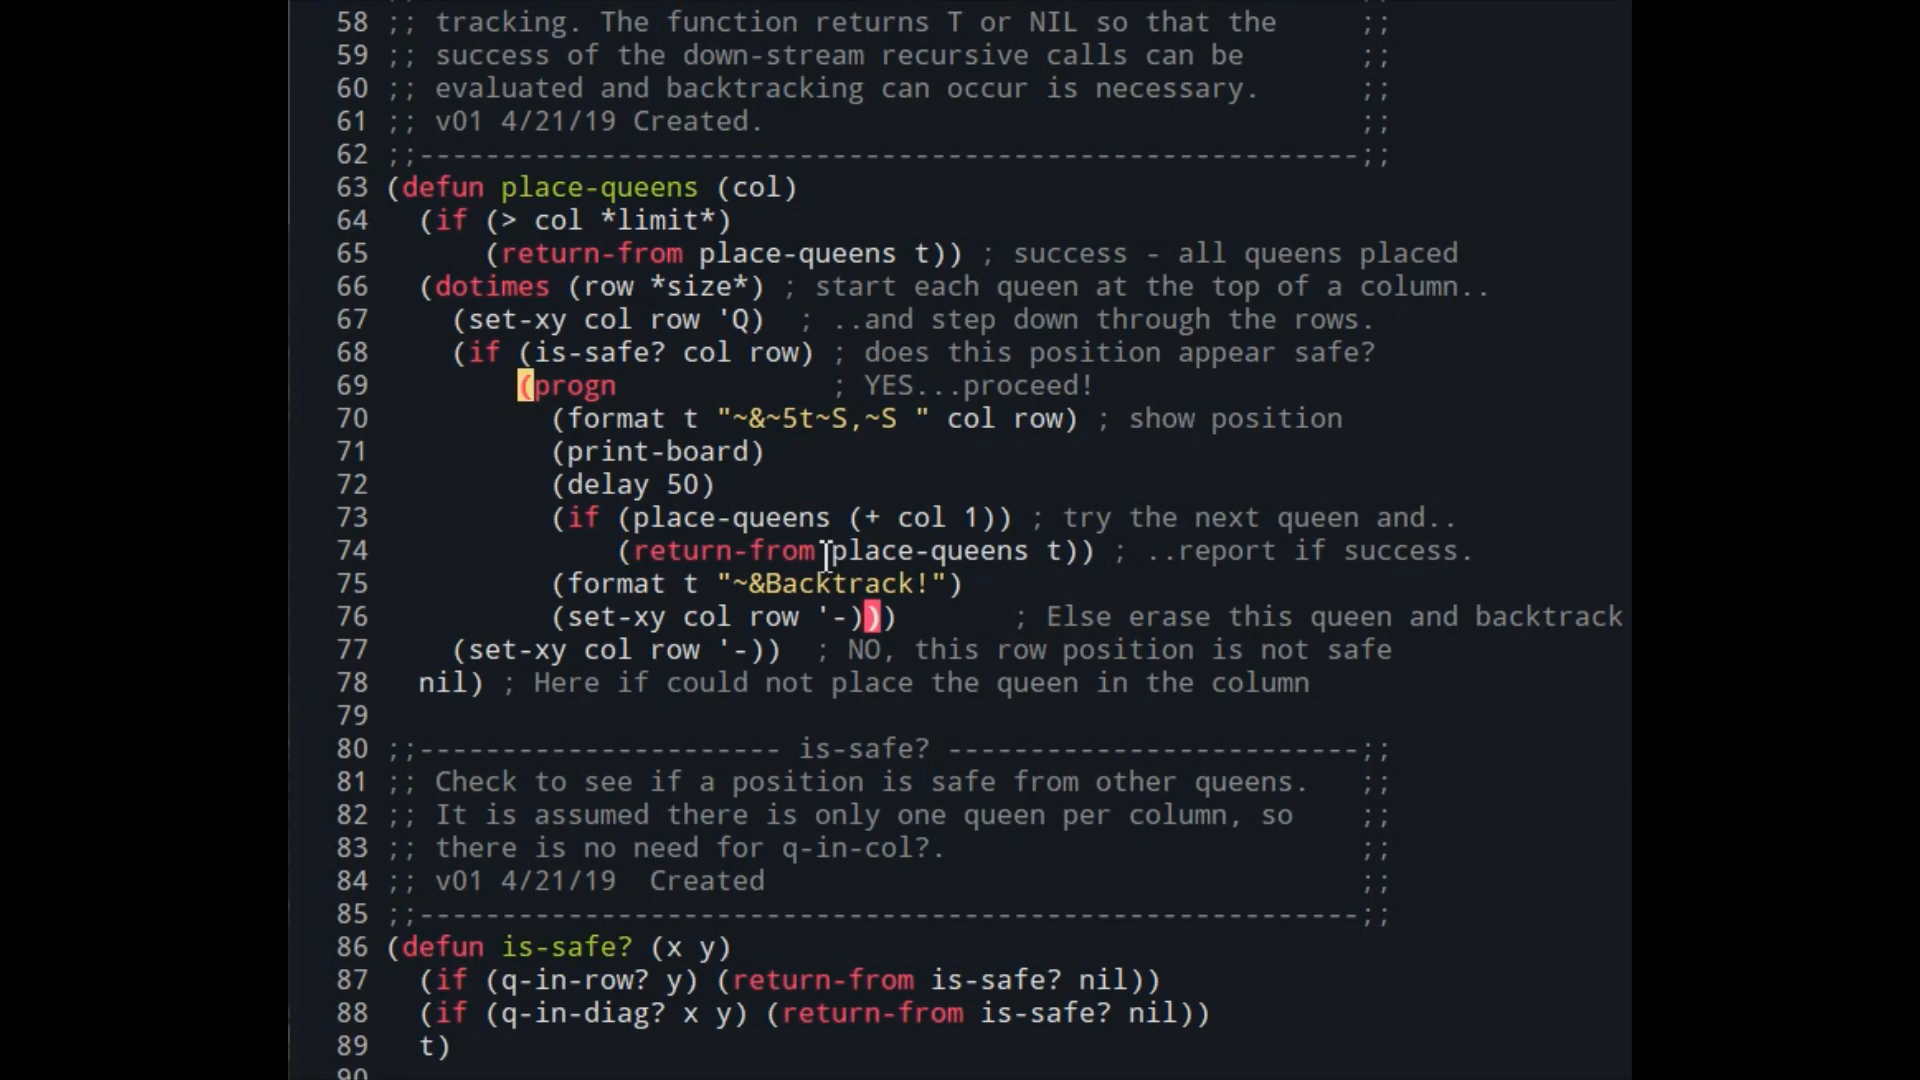 58 ;; tracking. The function returns T or NIL so that the ;;
59 ;; success of the down-stream recursive calls can be ;;
60 ;; evaluated and backtracking can occur is necessary. ;;
61 ;; v01 4/21/19 Created. ;;
62 ;;---------------------------------------------------------;;
63 (defun place-queens (col)
64   (if (> col *limit*)
65       (return-from place-queens t)) ; success - all queens placed
66   (dotimes (row *size*) ; start each queen at the top of a column..
67     (set-xy col row 'Q)  ; ..and step down through the rows.
68     (if (is-safe? col row) ; does this position appear safe?
69         (progn             ; YES...proceed!
70           (format t "~&~5t~S,~S " col row) ; show position
71           (print-board)
72           (delay 50)
73           (if (place-queens (+ col 1)) ; try the next queen and..
74               (return-from place-queens t)) ; ..report if success.
75           (format t "~&Backtrack!")
76           (set-xy col row '-)))       ; Else erase this queen and backtrack
77     (set-xy col row '-))  ; NO, this row position is not safe
78   nil) ; Here if could not place the queen in the column
79
80 ;;---------------------- is-safe? -------------------------;;
81 ;; Check to see if a position is safe from other queens. ;;
82 ;; It is assumed there is only one queen per column, so ;;
83 ;; there is no need for q-in-col?. ;;
84 ;; v01 4/21/19  Created ;;
85 ;;---------------------------------------------------------;;
86 (defun is-safe? (x y)
87   (if (q-in-row? y) (return-from is-safe? nil))
88   (if (q-in-diag? x y) (return-from is-safe? nil))
89   t)
90